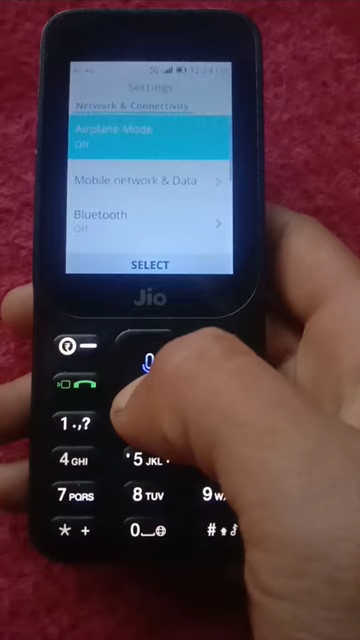 Settings
Network & Connectivity
Airplane Mode
Off
Mobile network & Data
Bluetooth
Off
SELECT
Jio
1 .,?
4 GHI
5 JKL
7 PQRS
8 TUV
9 W
* +
0
#